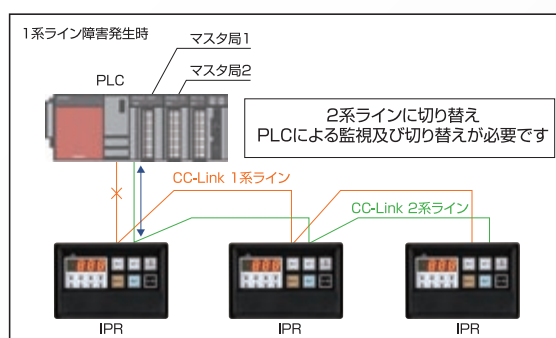 1系ライン障害発生時
マスタ局1
マスタ局2
PLC
2系ラインに切り替え
PLCによる監視及び切り替えが必要です
CC-Link 1系ライン
CC-Link 2系ライン
IPR
IPR
IPR